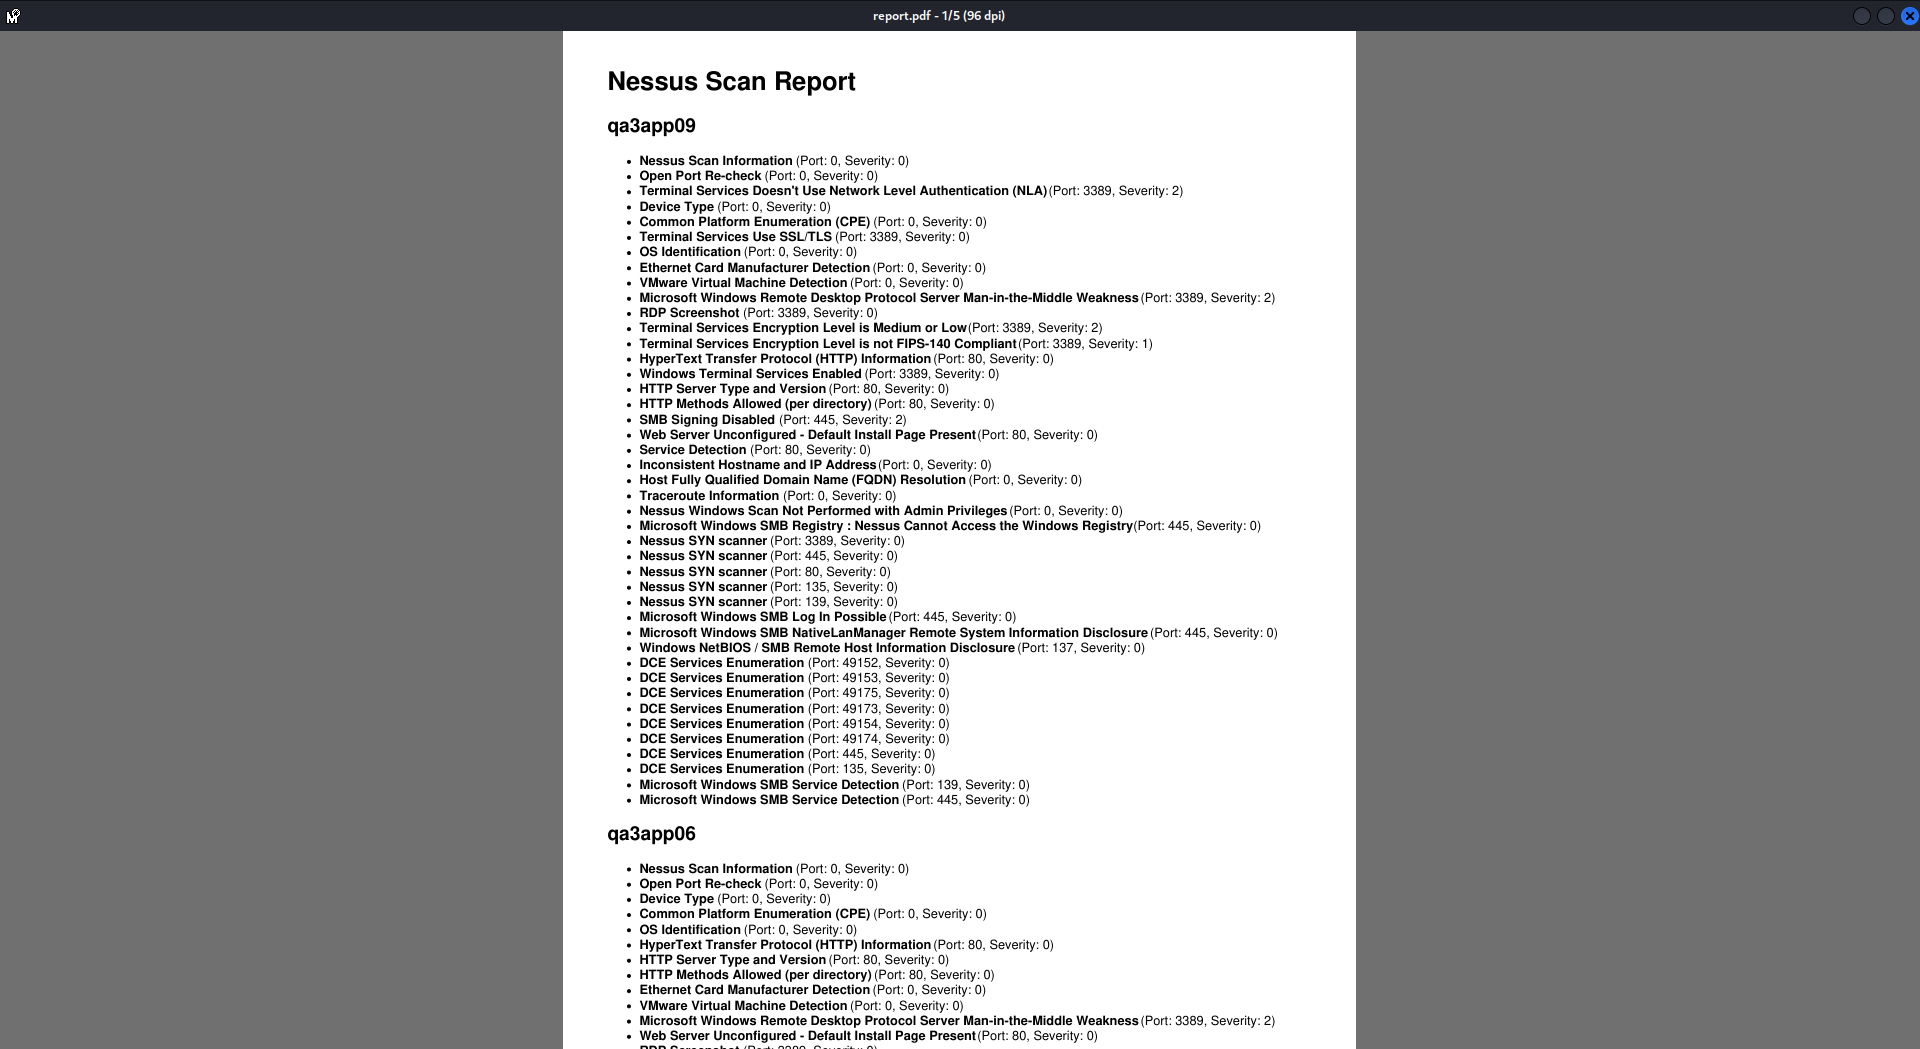 report.pdf - 1/5 (96 dpi)
Nessus Scan Report
qa3app09
• Nessus Scan Information (Port: 0, Severity: 0)
• Open Port Re-check (Port: 0, Severity: 0)
• Terminal Services Doesn't Use Network Level Authentication (NLA) (Port: 3389, Severity: 2)
• Device Type (Port: 0, Severity: 0)
• Common Platform Enumeration (CPE) (Port: 0, Severity: 0)
• Terminal Services Use SSL/TLS (Port: 3389, Severity: 0)
• OS Identification (Port: 0, Severity: 0)
• Ethernet Card Manufacturer Detection (Port: 0, Severity: 0)
• VMware Virtual Machine Detection (Port: 0, Severity: 0)
• Microsoft Windows Remote Desktop Protocol Server Man-in-the-Middle Weakness (Port: 3389, Severity: 2)
• RDP Screenshot (Port: 3389, Severity: 0)
• Terminal Services Encryption Level is Medium or Low (Port: 3389, Severity: 2)
• Terminal Services Encryption Level is not FIPS-140 Compliant (Port: 3389, Severity: 1)
• HyperText Transfer Protocol (HTTP) Information (Port: 80, Severity: 0)
• Windows Terminal Services Enabled (Port: 3389, Severity: 0)
• HTTP Server Type and Version (Port: 80, Severity: 0)
• HTTP Methods Allowed (per directory) (Port: 80, Severity: 0)
• SMB Signing Disabled (Port: 445, Severity: 2)
• Web Server Unconfigured - Default Install Page Present (Port: 80, Severity: 0)
• Service Detection (Port: 80, Severity: 0)
• Inconsistent Hostname and IP Address (Port: 0, Severity: 0)
• Host Fully Qualified Domain Name (FQDN) Resolution (Port: 0, Severity: 0)
• Traceroute Information (Port: 0, Severity: 0)
• Nessus Windows Scan Not Performed with Admin Privileges (Port: 0, Severity: 0)
• Microsoft Windows SMB Registry : Nessus Cannot Access the Windows Registry (Port: 445, Severity: 0)
• Nessus SYN scanner (Port: 3389, Severity: 0)
• Nessus SYN scanner (Port: 445, Severity: 0)
• Nessus SYN scanner (Port: 80, Severity: 0)
• Nessus SYN scanner (Port: 135, Severity: 0)
• Nessus SYN scanner (Port: 139, Severity: 0)
• Microsoft Windows SMB Log In Possible (Port: 445, Severity: 0)
• Microsoft Windows SMB NativeLanManager Remote System Information Disclosure (Port: 445, Severity: 0)
• Windows NetBIOS / SMB Remote Host Information Disclosure (Port: 137, Severity: 0)
• DCE Services Enumeration (Port: 49152, Severity: 0)
• DCE Services Enumeration (Port: 49153, Severity: 0)
• DCE Services Enumeration (Port: 49175, Severity: 0)
• DCE Services Enumeration (Port: 49173, Severity: 0)
• DCE Services Enumeration (Port: 49154, Severity: 0)
• DCE Services Enumeration (Port: 49174, Severity: 0)
• DCE Services Enumeration (Port: 445, Severity: 0)
• DCE Services Enumeration (Port: 135, Severity: 0)
• Microsoft Windows SMB Service Detection (Port: 139, Severity: 0)
• Microsoft Windows SMB Service Detection (Port: 445, Severity: 0)
qa3app06
• Nessus Scan Information (Port: 0, Severity: 0)
• Open Port Re-check (Port: 0, Severity: 0)
• Device Type (Port: 0, Severity: 0)
• Common Platform Enumeration (CPE) (Port: 0, Severity: 0)
• OS Identification (Port: 0, Severity: 0)
• HyperText Transfer Protocol (HTTP) Information (Port: 80, Severity: 0)
• HTTP Server Type and Version (Port: 80, Severity: 0)
• HTTP Methods Allowed (per directory) (Port: 80, Severity: 0)
• Ethernet Card Manufacturer Detection (Port: 0, Severity: 0)
• VMware Virtual Machine Detection (Port: 0, Severity: 0)
• Microsoft Windows Remote Desktop Protocol Server Man-in-the-Middle Weakness (Port: 3389, Severity: 2)
• Web Server Unconfigured - Default Install Page Present (Port: 80, Severity: 0)